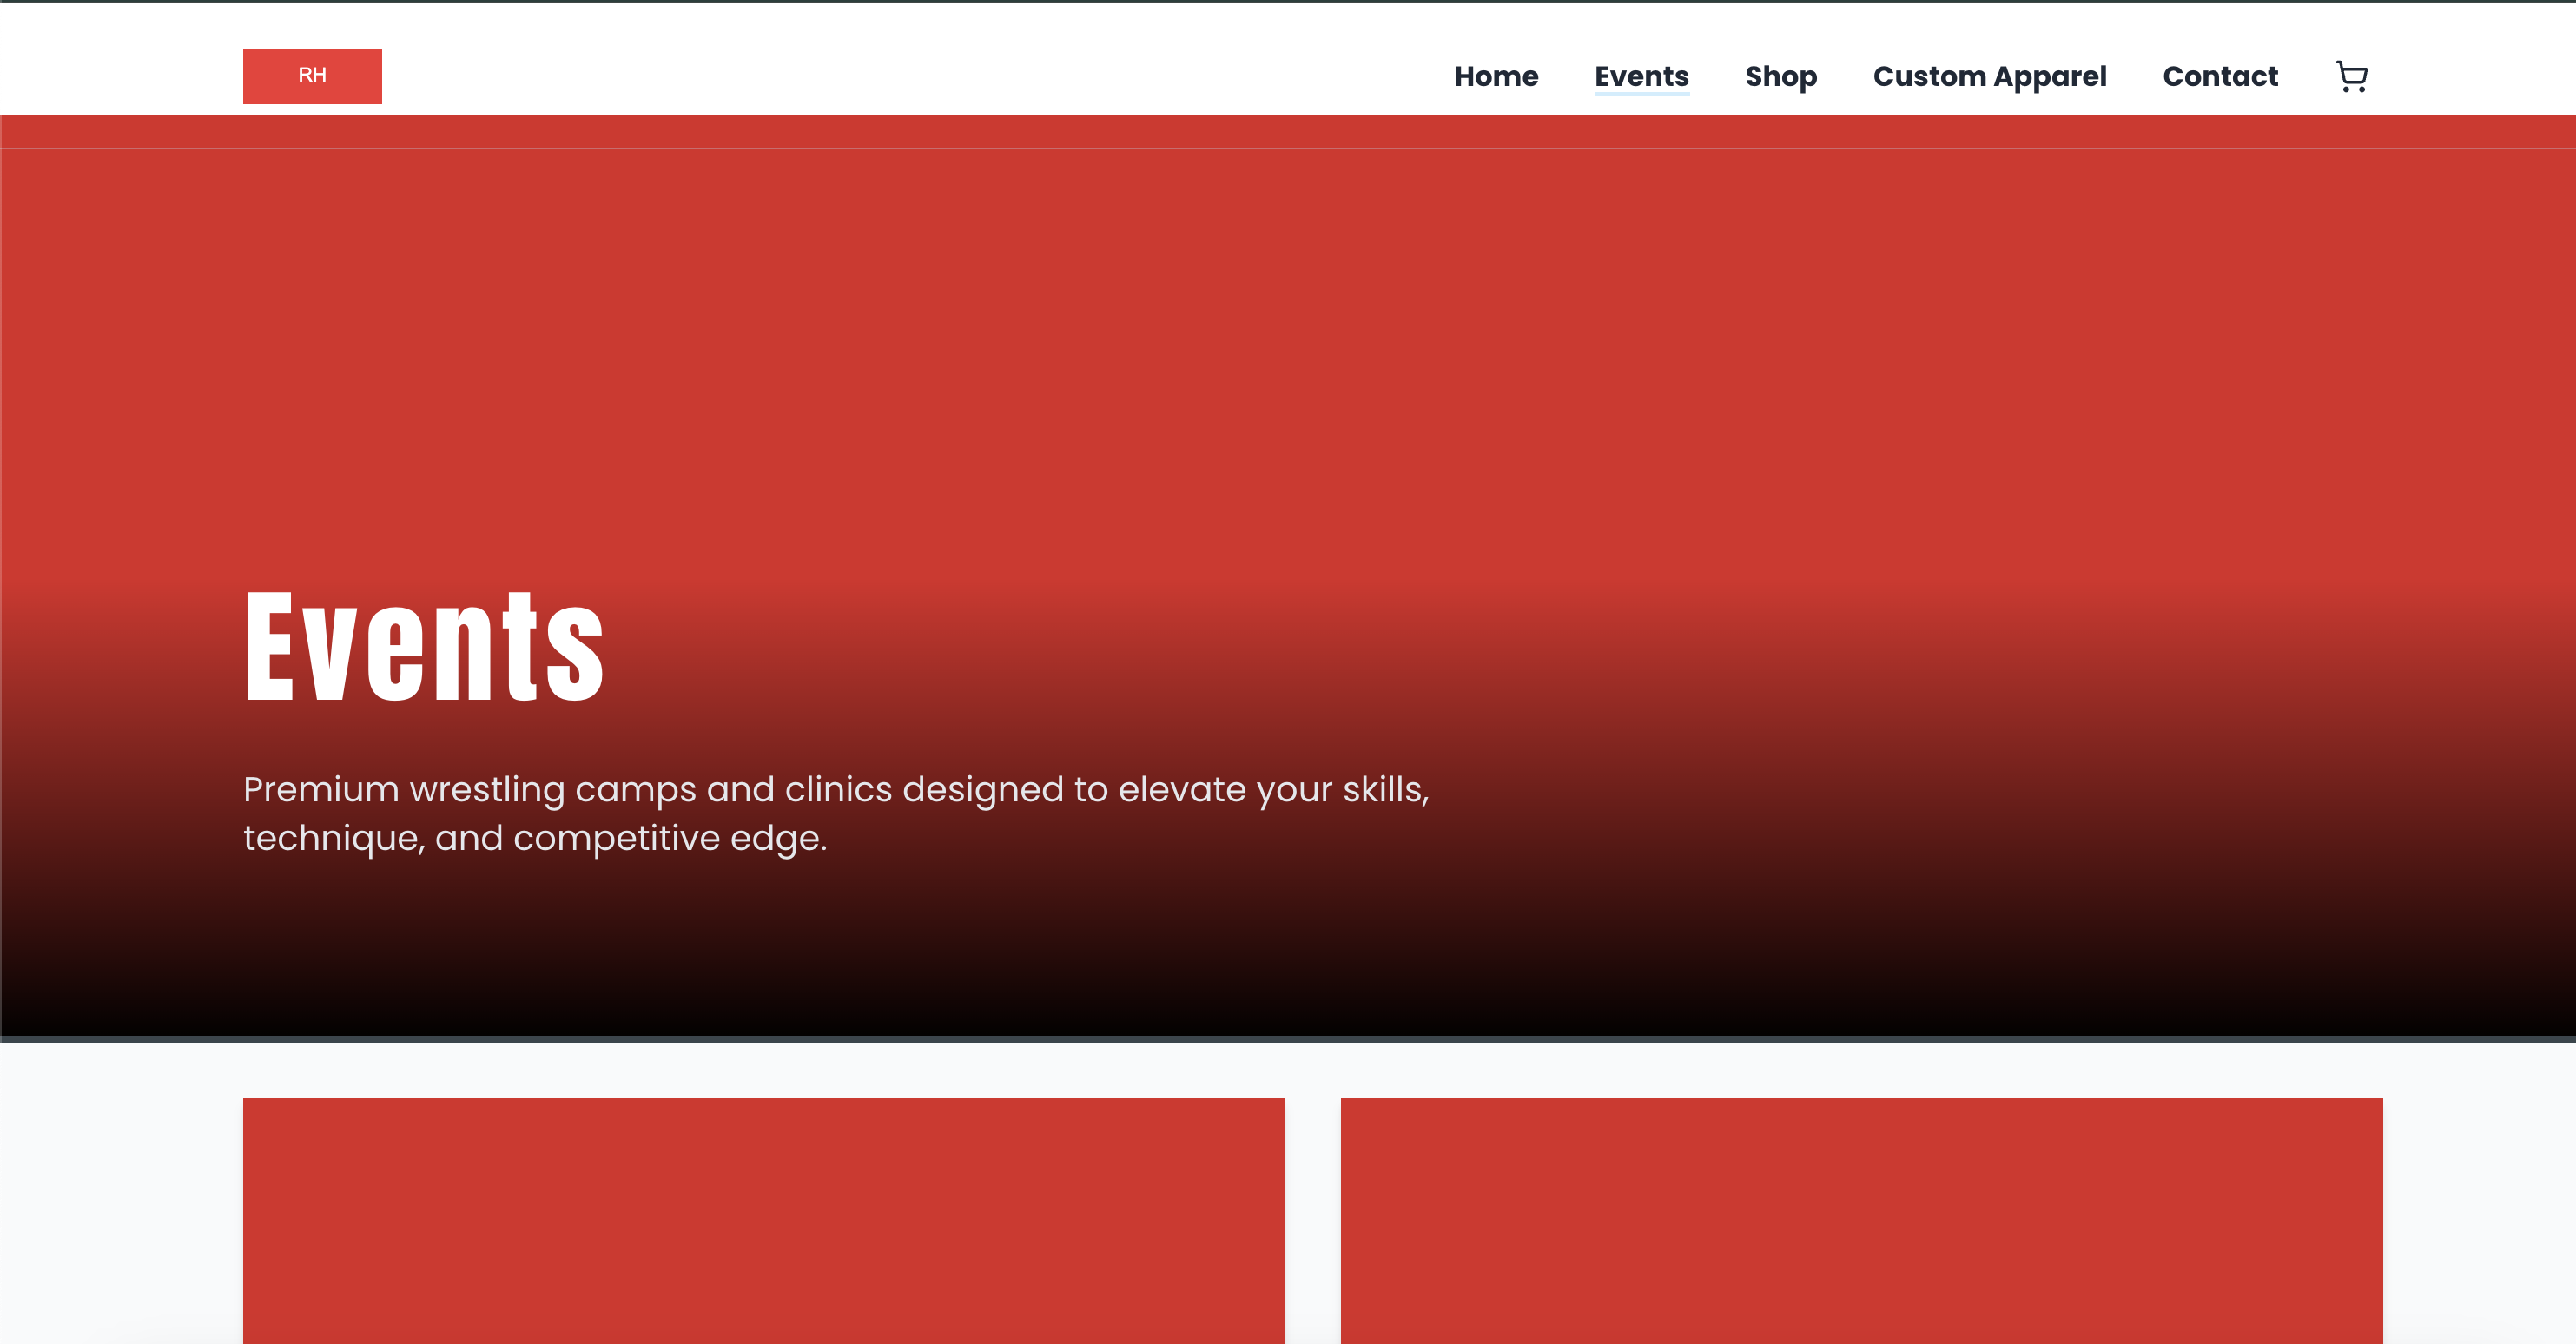 RH
Home Events Shop Custom Apparel Contact
Events
Premium wrestling camps and clinics designed to elevate your skills,
technique, and competitive edge.